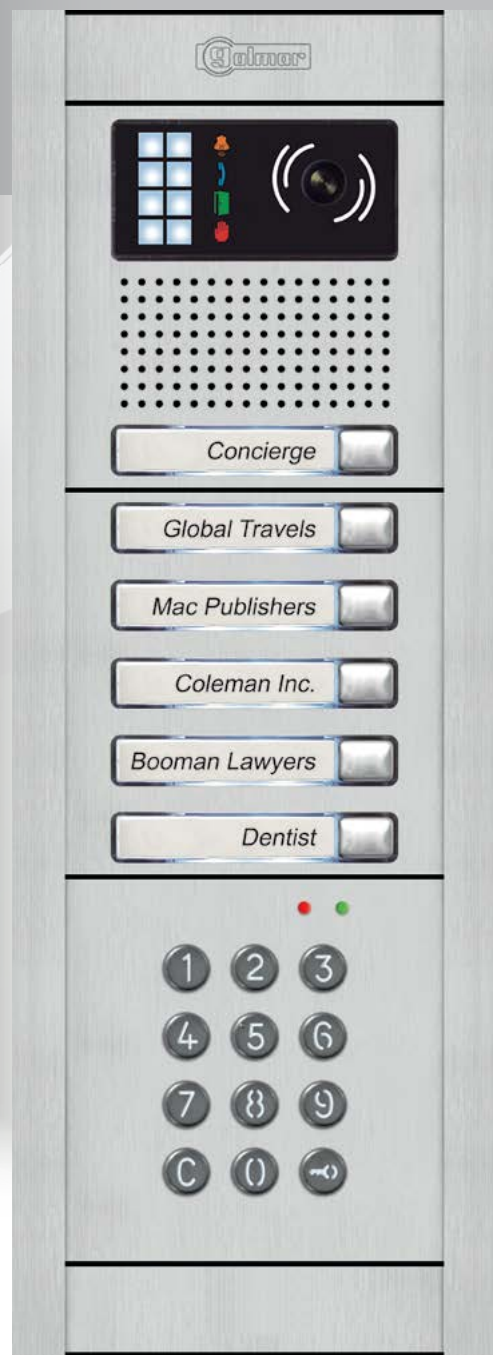 golmar
Concierge
Global Travels
Mac Publishers
Coleman Inc.
Booman Lawyers
Dentist
1 2 3
4 5 6
7 8 9
C 0